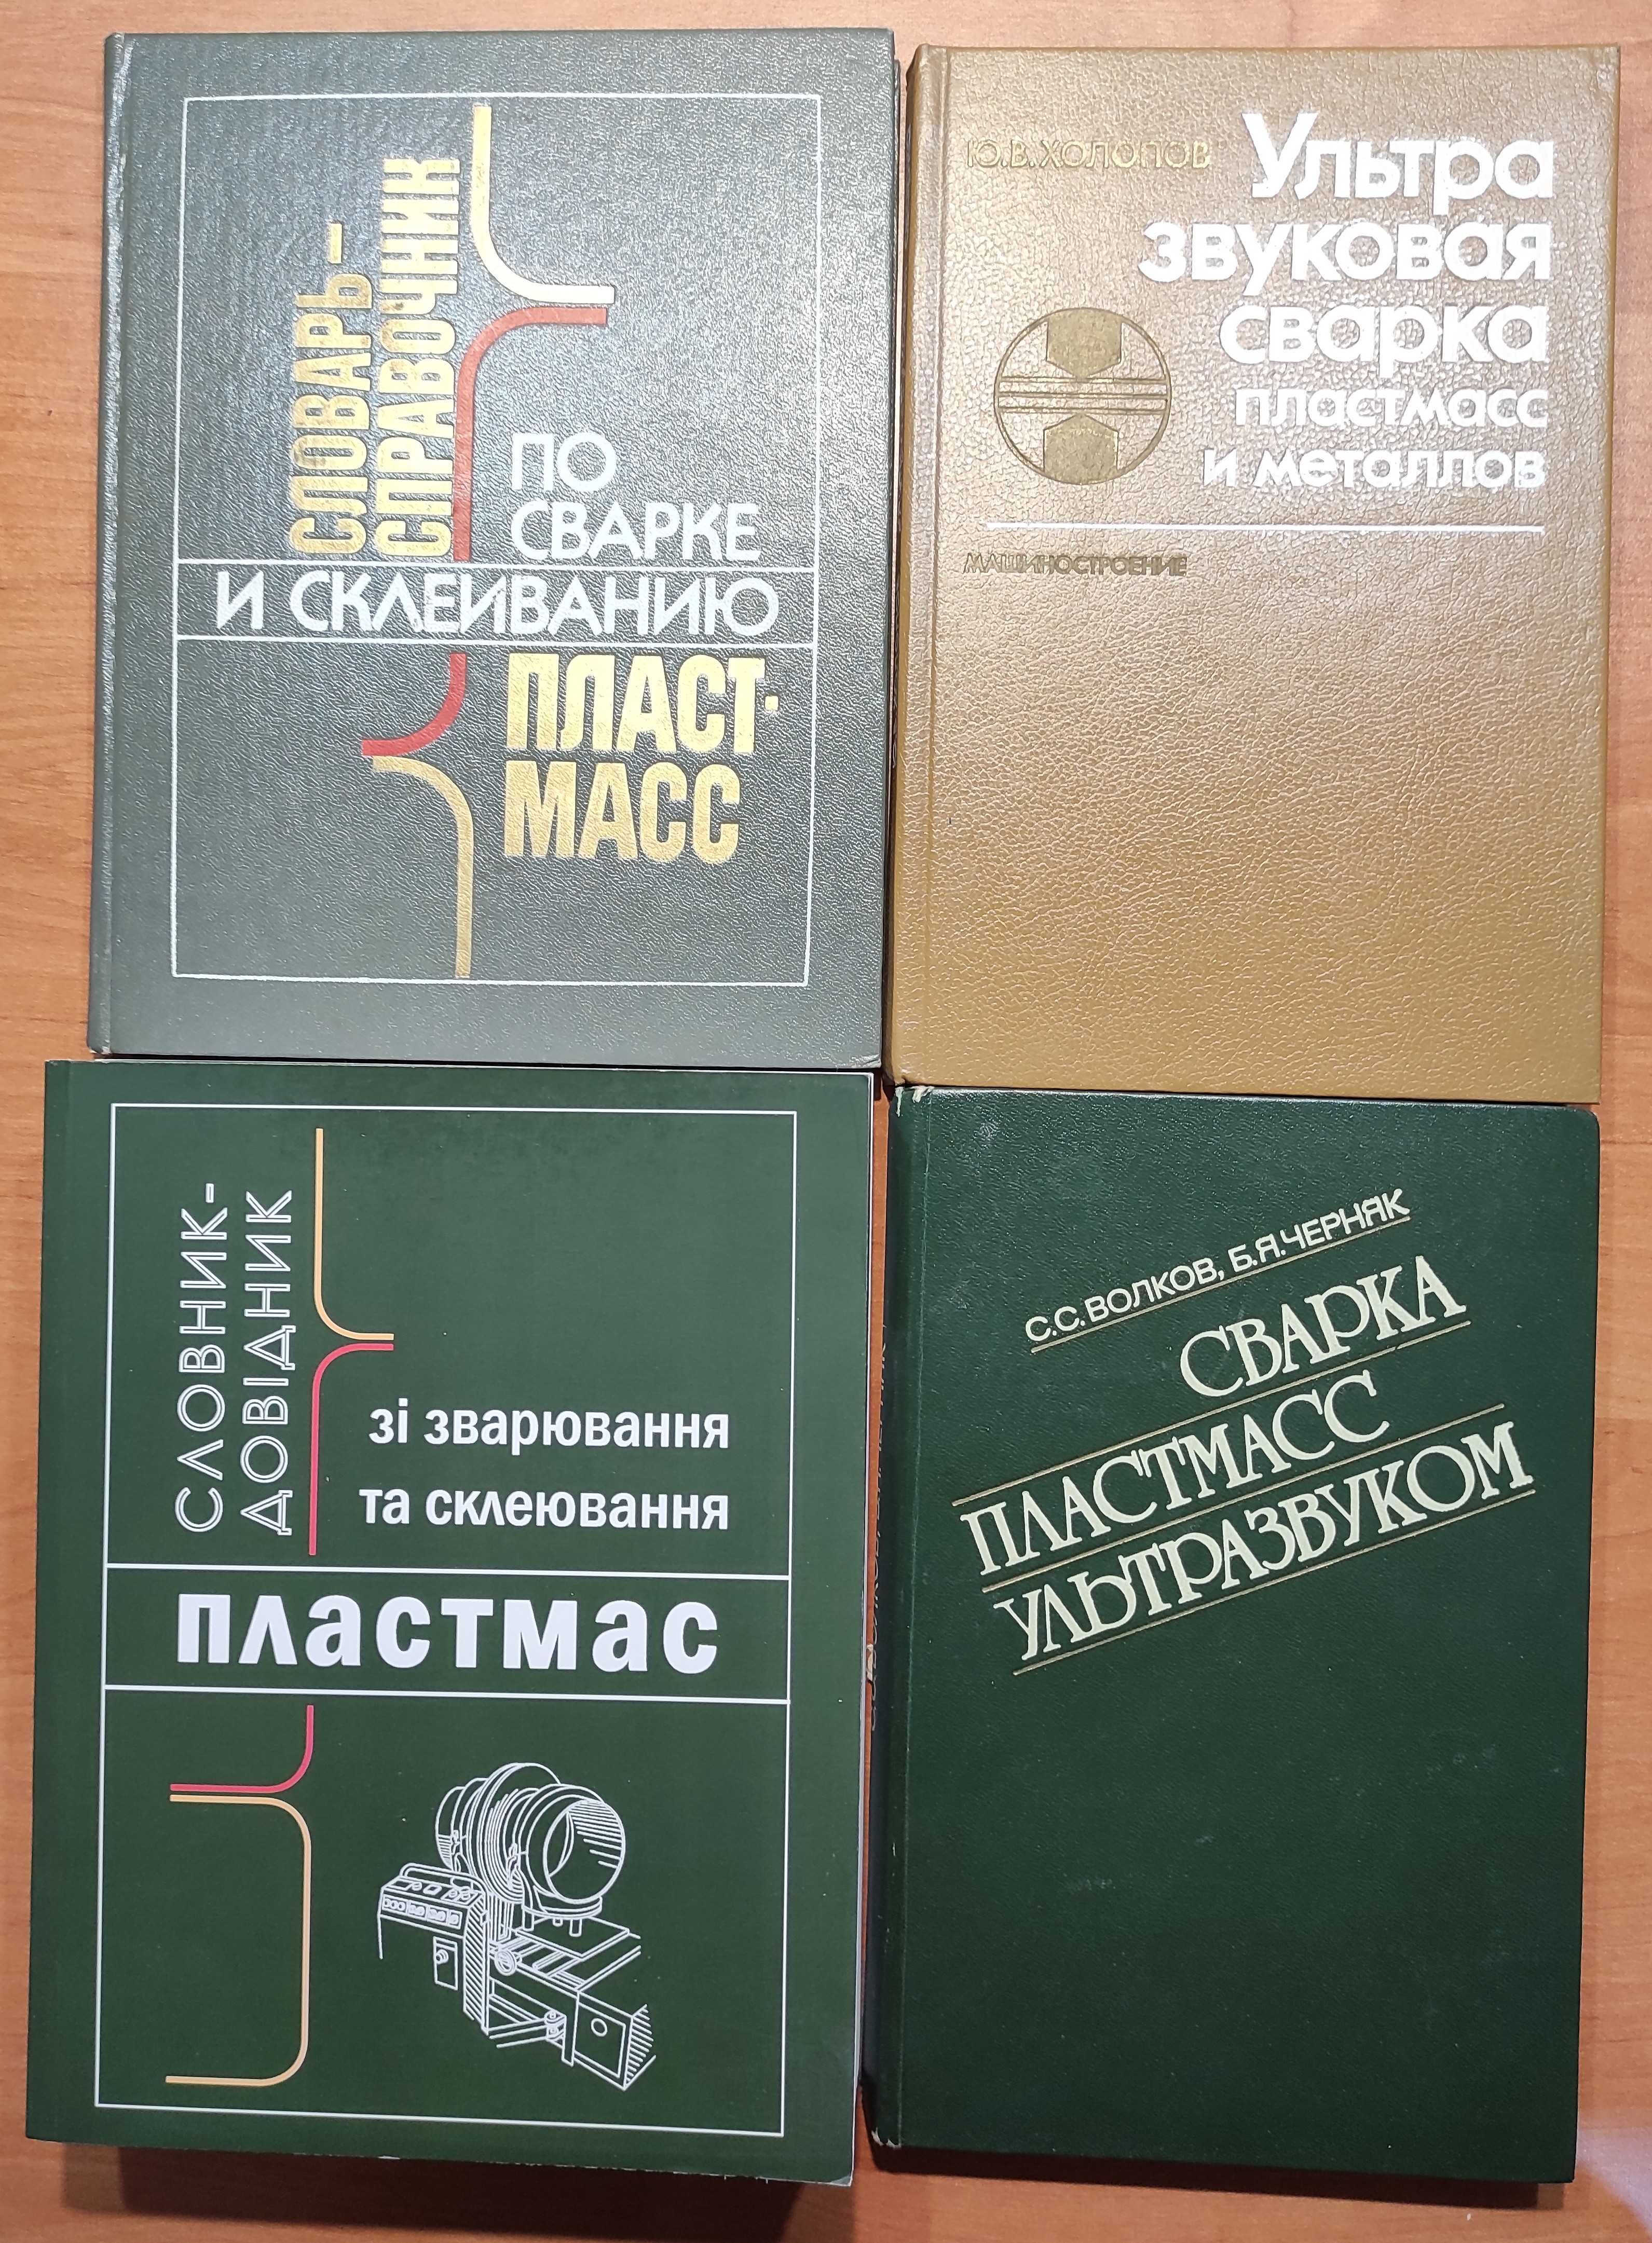 СЛОВАРЬ-
СПРАВОЧНИК
ПО
СВАРКЕ
И СКЛЕИВАНИЮ
ПЛАСТ-
МАСС
Ю.В.ХОЛОПОВ
Ультра
звуковая
сварка
пластмасс
и металлов
МАШИНОСТРОЕНИЕ
СЛОВНИК-
ДОВІДНИК
зі зварювання
та склеювання
пластмас
С.С.ВОЛКОВ, Б.Я.ЧЕРНЯК
СВАРКА
ПЛАСТМАСС
УЛЬТРАЗВУКОМ